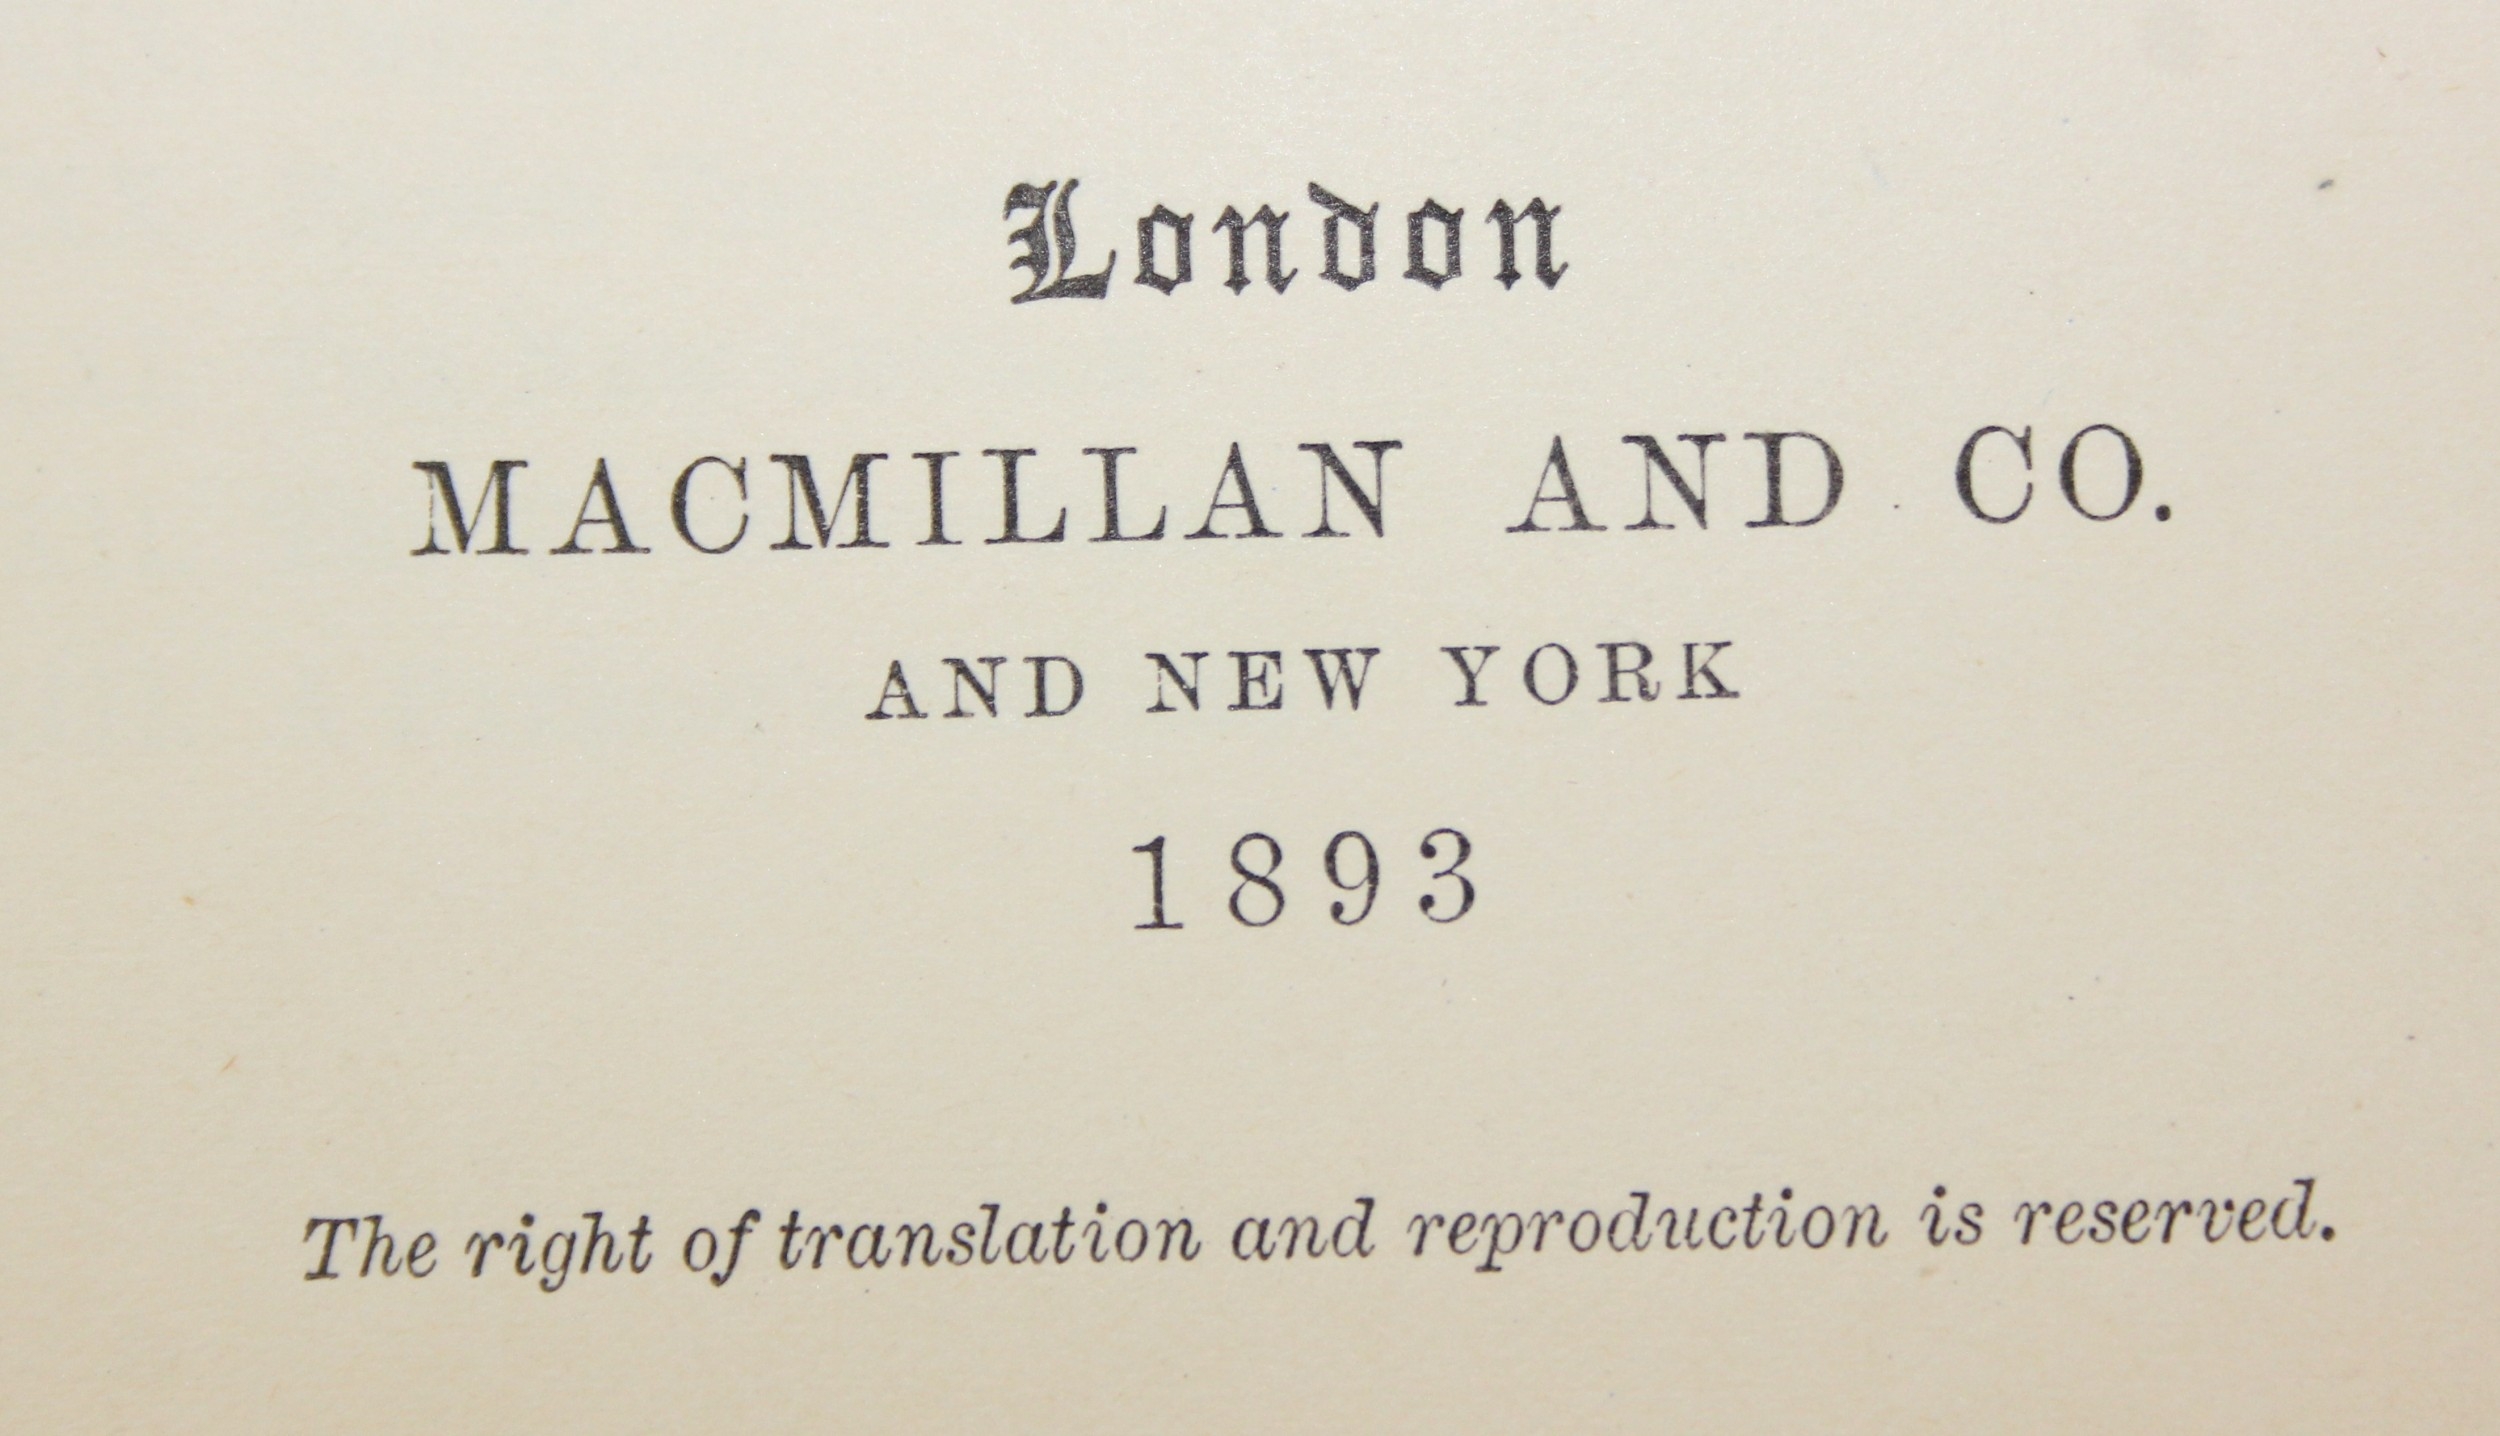 London
MACMILLAN AND CO.
AND NEW YORK
1893
The right of translation and reproduction is reserved.